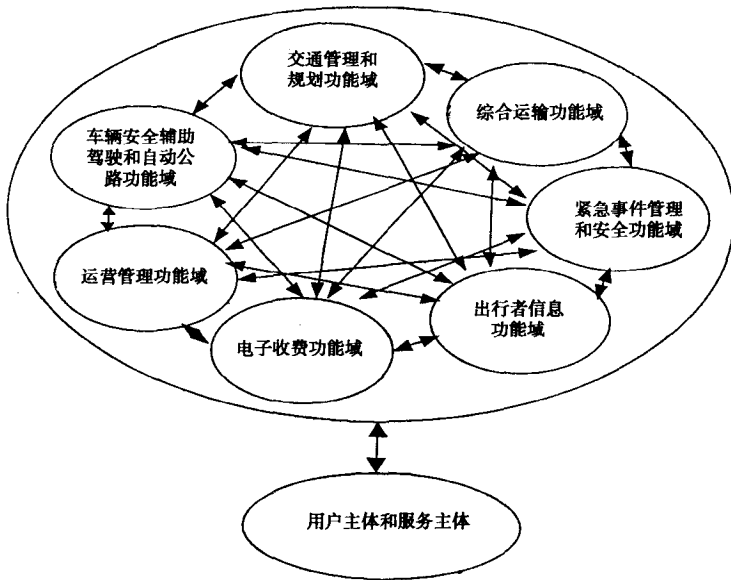 交通管理和
规划功能域
综合运输功能域
车辆安全辅助
驾驶和自动公
路功能域
紧急事件管理
和安全功能域
运营管理功能域
出行者信息
功能域
电子收费功能域
用户主体和服务主体